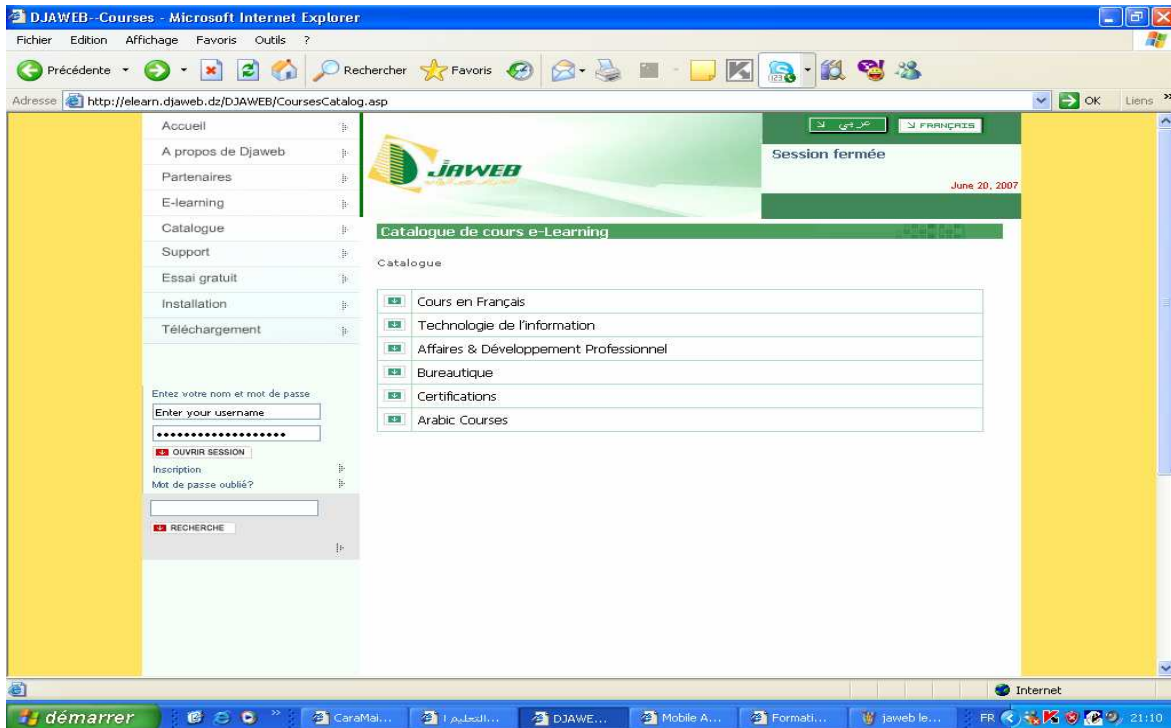 DJAWEB--Courses - Microsoft Internet Explorer
Fichier Edition Affichage Favoris Outils ?
Précédente Rechercher Favoris
Adresse http://elearn.djaweb.dz/DJAWEB/CoursesCatalog.asp OK Liens
Accueil
A propos de Djaweb
Partenaires
E-learning
Catalogue
Support
Essai gratuit
Installation
Téléchargement
Entez votre nom et mot de passe
Enter your username
OUVRIR SESSION
Inscription
Mot de passe oublié?
RECHERCHE
JAWEB
عربي
FRANÇAIS
Session fermée
June 20, 2007
Catalogue de cours e-Learning
Catalogue
Cours en Français
Technologie de l'information
Affaires & Développement Professionnel
Bureautique
Certifications
Arabic Courses
Internet
démarrer CaraMai... التعليم ا... DJAWE... Mobile A... Formati... jaweb le... FR 21:10